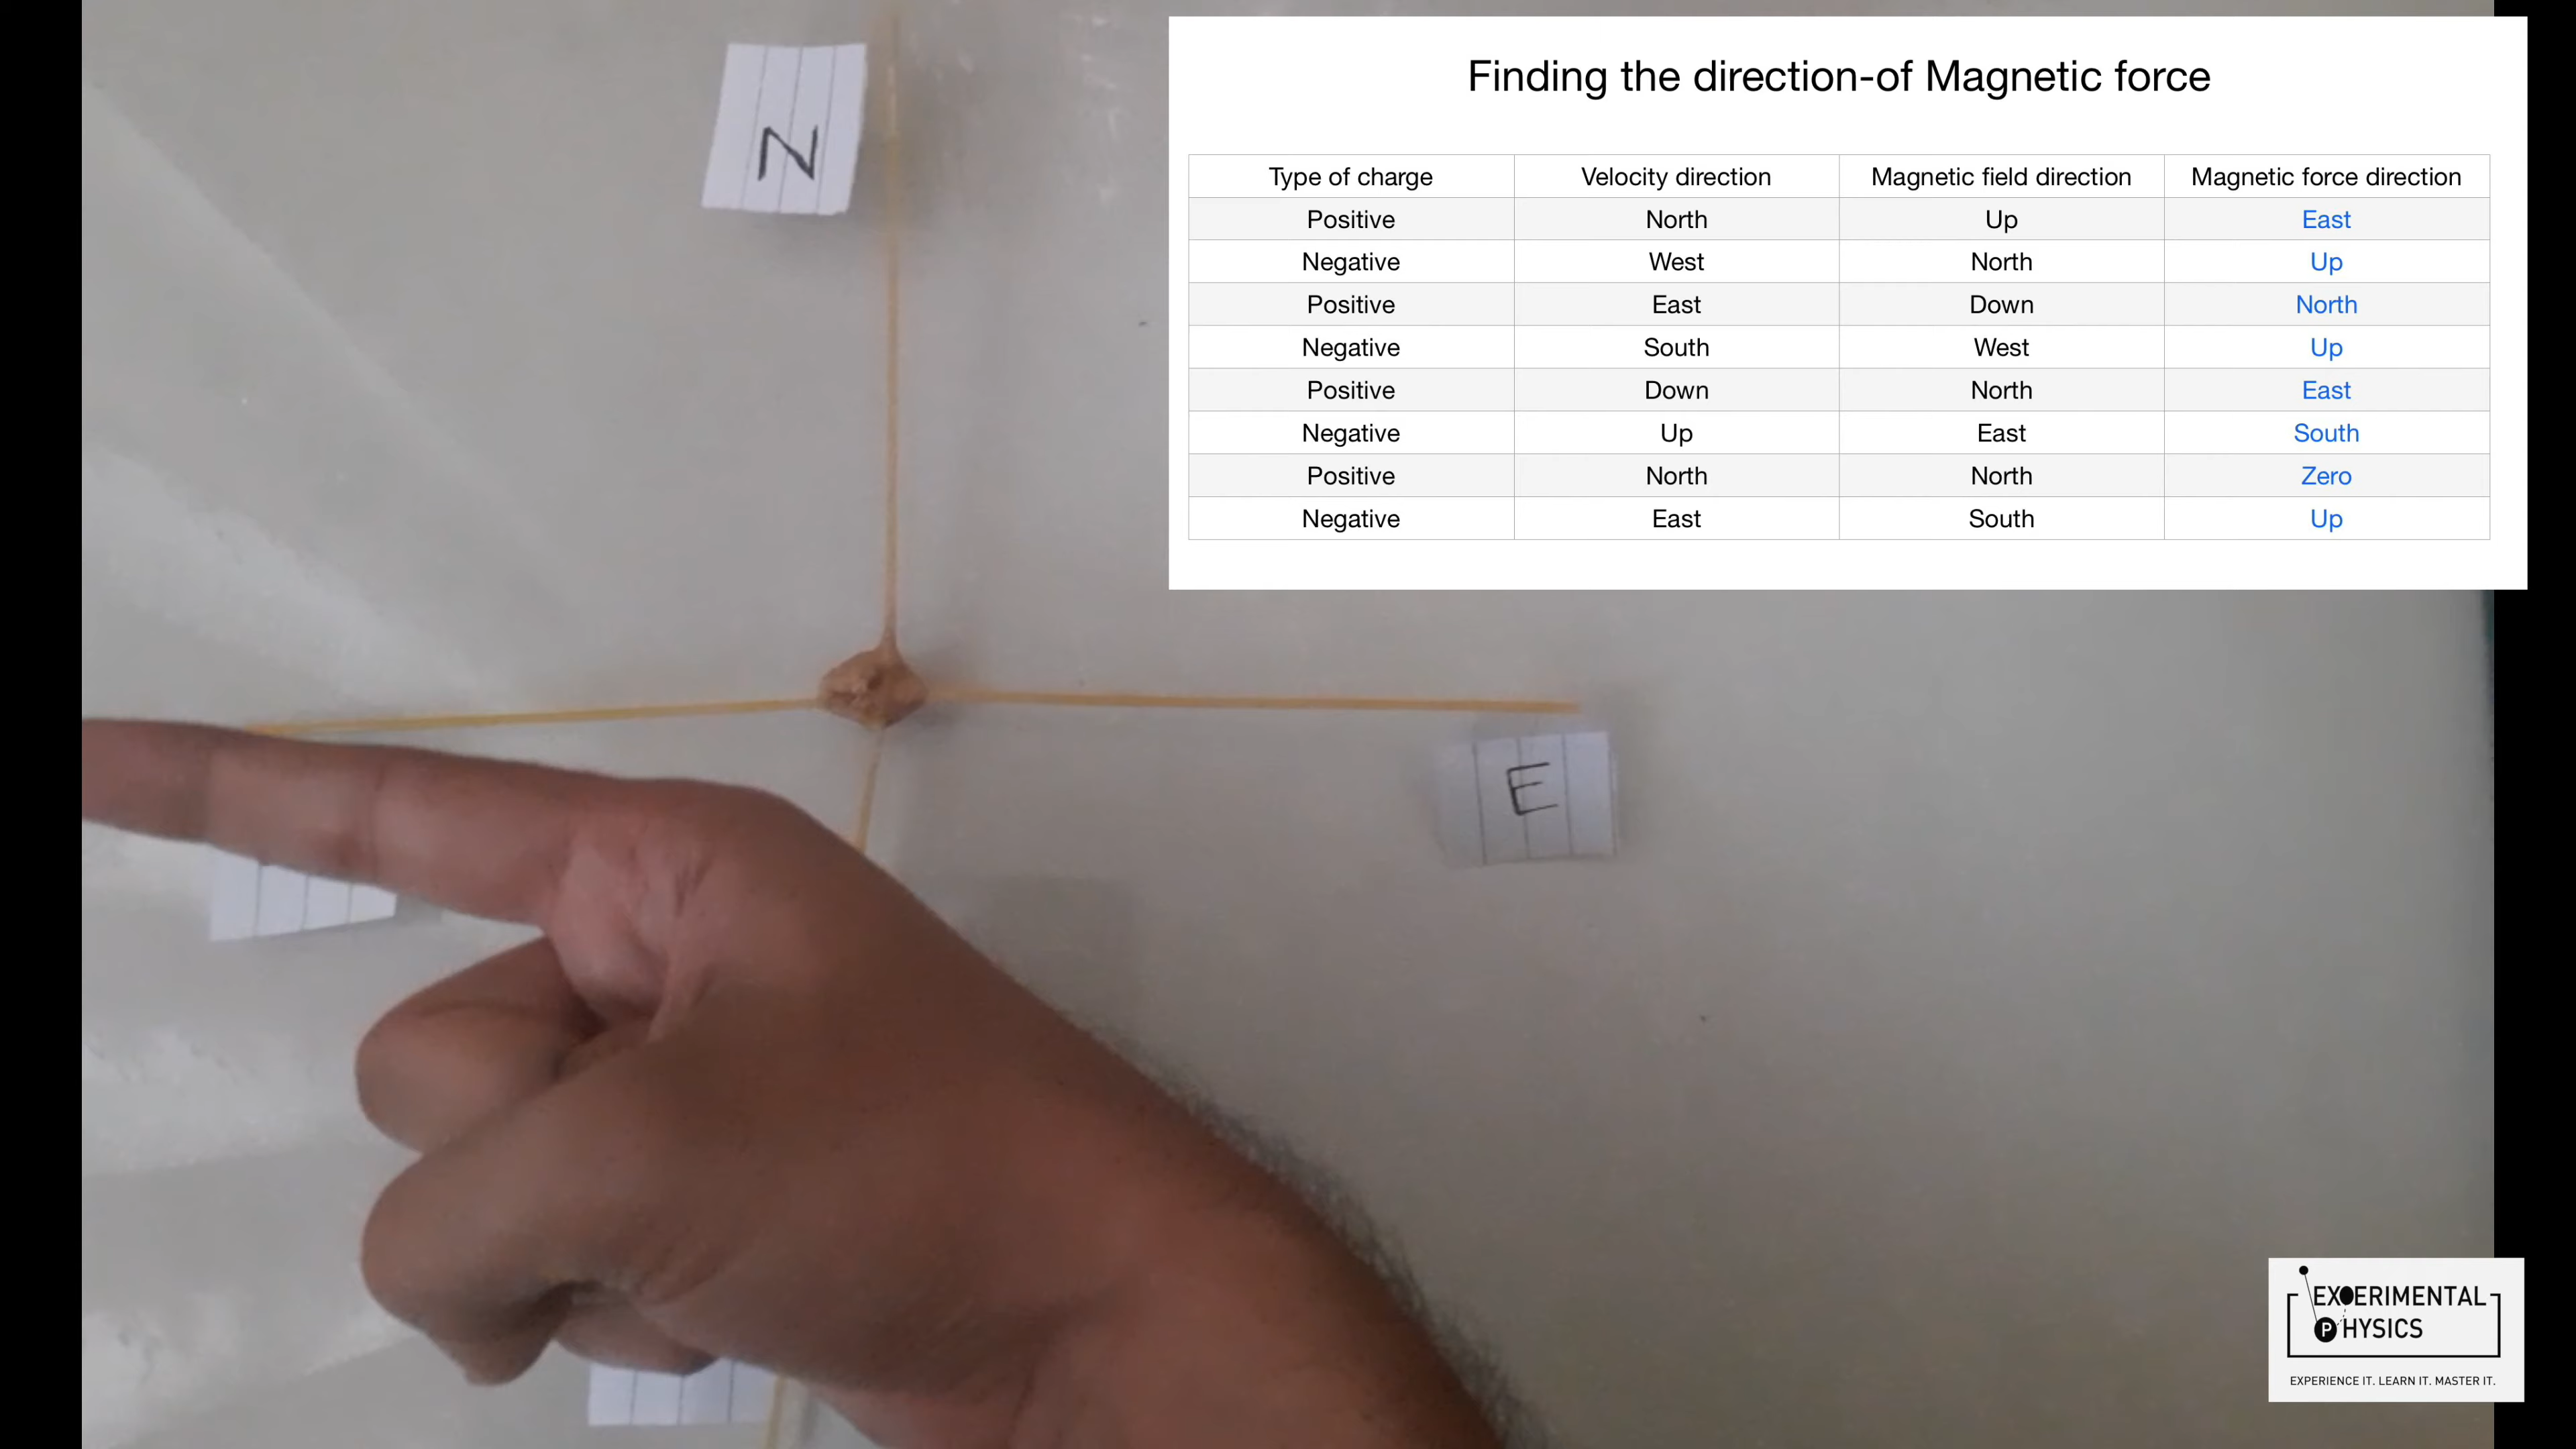 N
E
Finding the direction-of Magnetic force
Type of charge Velocity direction Magnetic field direction Magnetic force direction
Positive North Up East
Negative West North Up
Positive East Down North
Negative South West Up
Positive Down North East
Negative Up East South
Positive North North Zero
Negative East South Up
EXPERIMENTAL
PHYSICS
EXPERIENCE IT. LEARN IT. MASTER IT.